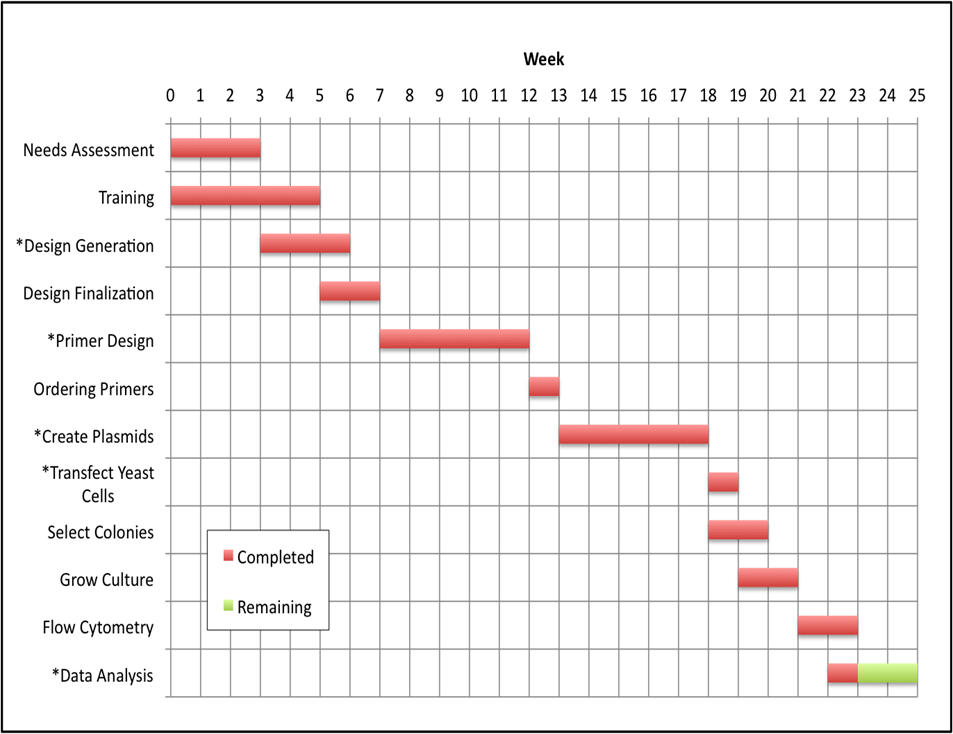 Week
0 1 2 3 4 5 6 7 8 9 10 11 12 13 14 15 16 17 18 19 20 21 22 23 24 25
Needs Assessment
Training
*Design Generation
Design Finalization
*Primer Design
Ordering Primers
*Create Plasmids
*Transfect Yeast
Cells
Select Colonies
Grow Culture
Flow Cytometry
*Data Analysis
Completed
Remaining